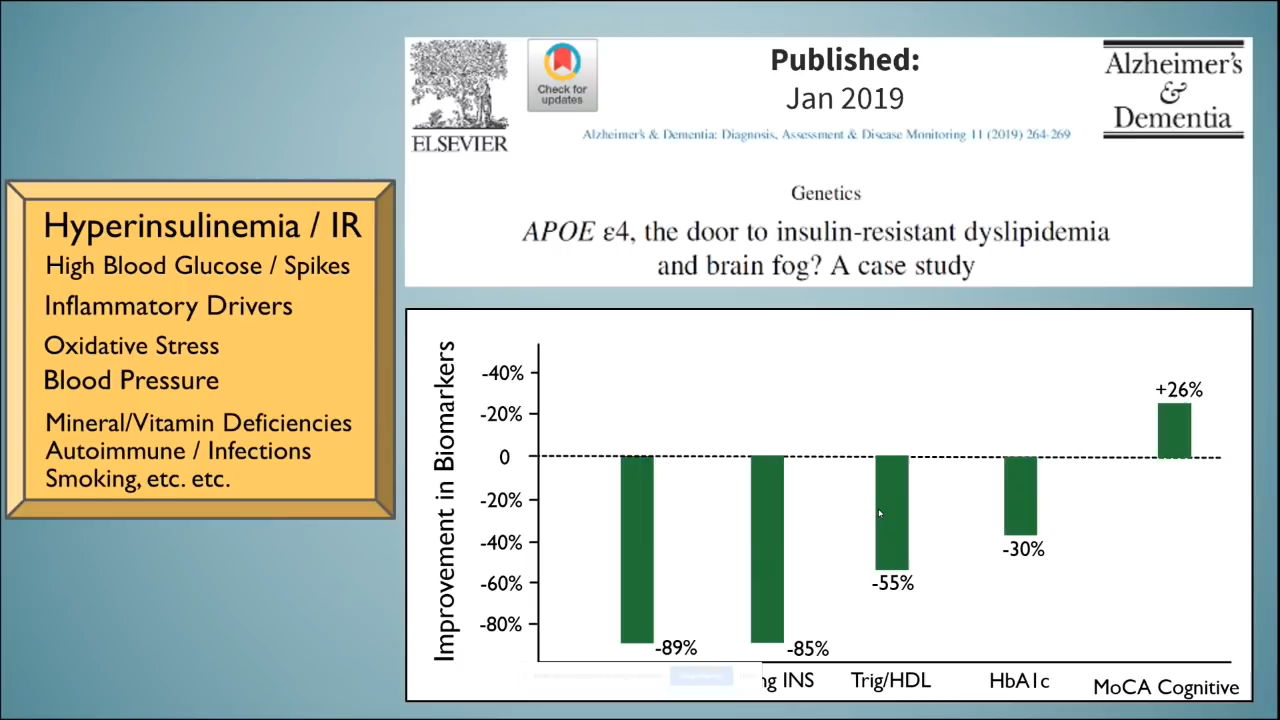 Hyperinsulinemia / IR
High Blood Glucose / Spikes
Inflammatory Drivers
Oxidative Stress
Blood Pressure
Mineral/Vitamin Deficiencies
Autoimmune / Infections
Smoking, etc. etc.
ELSEVIER
Check for
updates
Published:
Jan 2019
Alzheimer's & Dementia: Diagnosis, Assessment & Disease Monitoring 11 (2019) 264-269
Alzheimer's
&
Dementia
Genetics
APOE ε4, the door to insulin-resistant dyslipidemia
and brain fog? A case study
Improvement in Biomarkers
-40%
-20%
0
-20%
-40%
-60%
-80%
-89%
-85%
-55%
-30%
+26%
ng INS
Trig/HDL
HbA1c
MoCA Cognitive